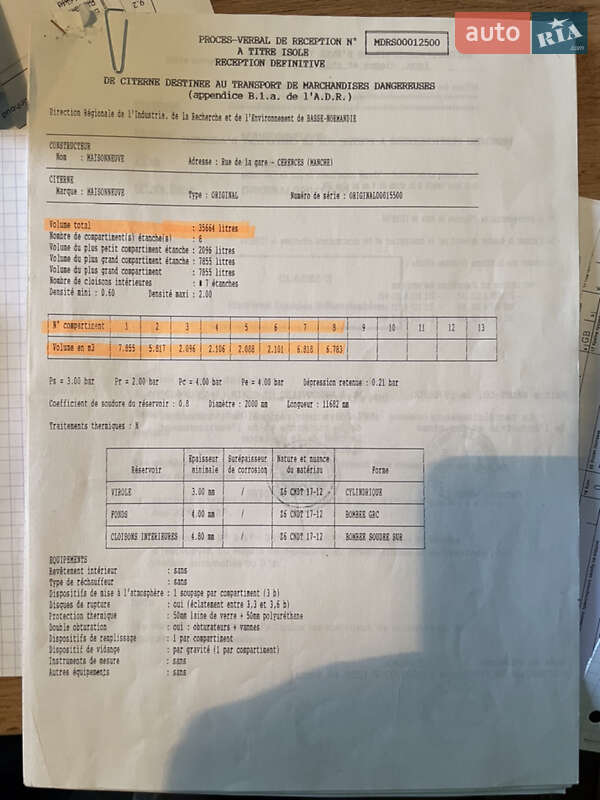 auto RIA.com
PROCES-VERBAL DE RECEPTION N° MDRS00012500
A TITRE ISOLE
RECEPTION DEFINITIVE
DE CITERNE DESTINEE AU TRANSPORT DE MARCHANDISES DANGEREUSES
(appendice B.1.a. de l'A.D.R.)
Direction Régionale de l'Industrie, de la Recherche et de l'Environnement de BASSE-NORMANDIE
CONSTRUCTEUR
Nom : MAISONNEUVE Adresse : Rue de la gare - CERENCES (MANCHE)
CITERNE
Marque : MAISONNEUVE Type : ORIGINAL Numéro de série : ORIGINAL00015500
Volume total : 35664 litres
Nombre de compartiment(s) étanche(s) : 6
Volume du plus petit compartiment étanche : 2096 litres
Volume du plus grand compartiment étanche : 7855 litres
Volume du plus grand compartiment : 7855 litres
Nombre de cloisons intérieures : 7 étanches
Densité mini : 0.60 Densité maxi : 2.00
N° compartiment 1 2 3 4 5 6 7 8 9 10 11 12 13
Volume en m3 7.855 5.817 2.096 2.106 2.088 2.101 6.818 6.783
Ps = 3.00 bar Pr = 2.00 bar Pc = 4.00 bar Pe = 4.00 bar Dépression retenue : 0.21 bar
Coefficient de soudure du réservoir : 0.8 Diamètre : 2000 mm Longueur : 11682 mm
Traitements thermiques : N
Réservoir Epaisseur minimale Surépaisseur de corrosion Nature et nuance du matériau Forme
VIROLE 3.00 mm / Z6 CNDT 17-12 CYLINDRIQUE
FONDS 4.00 mm / Z6 CNDT 17-12 BOMBEE GRC
CLOISONS INTERIEURES 4.80 mm / Z6 CNDT 17-12 BOMBEE SOUDEE SUR
EQUIPEMENTS
Revêtement intérieur : sans
Type de réchauffeur : sans
Dispositifs de mise à l'atmosphère : 1 soupape par compartiment (3 b)
Disques de rupture : oui (éclatement entre 3,3 et 3,6 b)
Protection thermique : 50mm laine de verre + 50mm polyuréthane
Double obturation : oui : obturateurs + vannes
Dispositifs de remplissage : 1 par compartiment
Dispositif de vidange : par gravité (1 par compartiment)
Instruments de mesure : sans
Autres équipements : sans